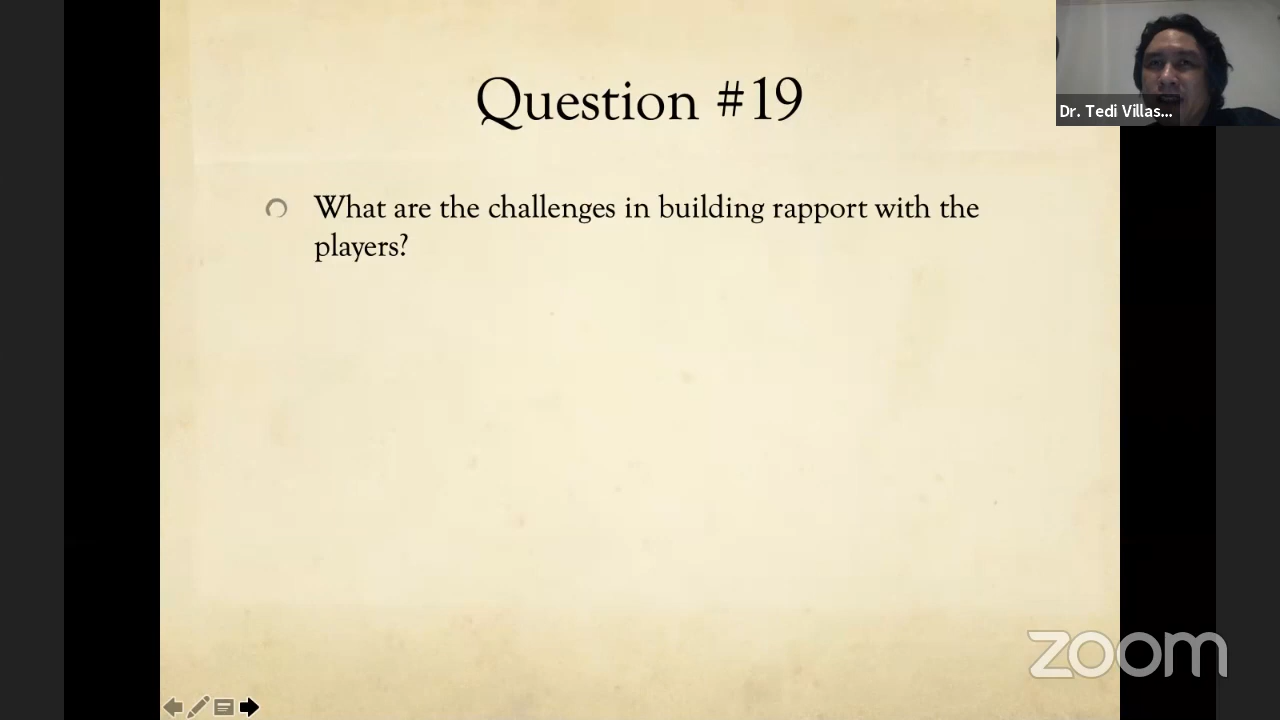 Question #19
What are the challenges in building rapport with the
players?
Dr. Tedi Villas...
zoom